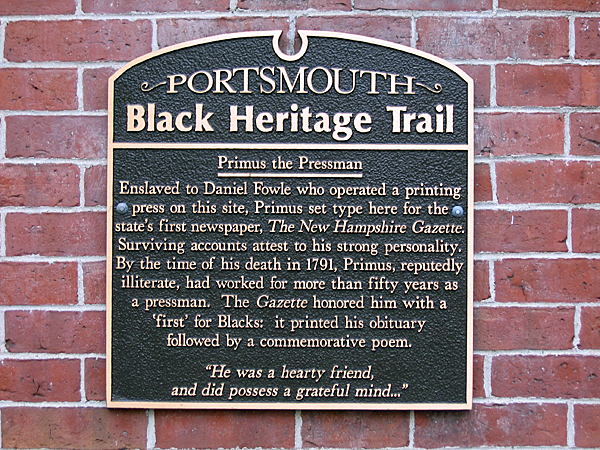 PORTSMOUTH
Black Heritage Trail
Primus the Pressman
Enslaved to Daniel Fowle who operated a printing
press on this site, Primus set type here for the
state's first newspaper, The New Hampshire Gazette.
Surviving accounts attest to his strong personality.
By the time of his death in 1791, Primus, reputedly
illiterate, had worked for more than fifty years as
a pressman. The Gazette honored him with a
'first' for Blacks: it printed his obituary
followed by a commemorative poem.
"He was a hearty friend,
and did possess a grateful mind..."